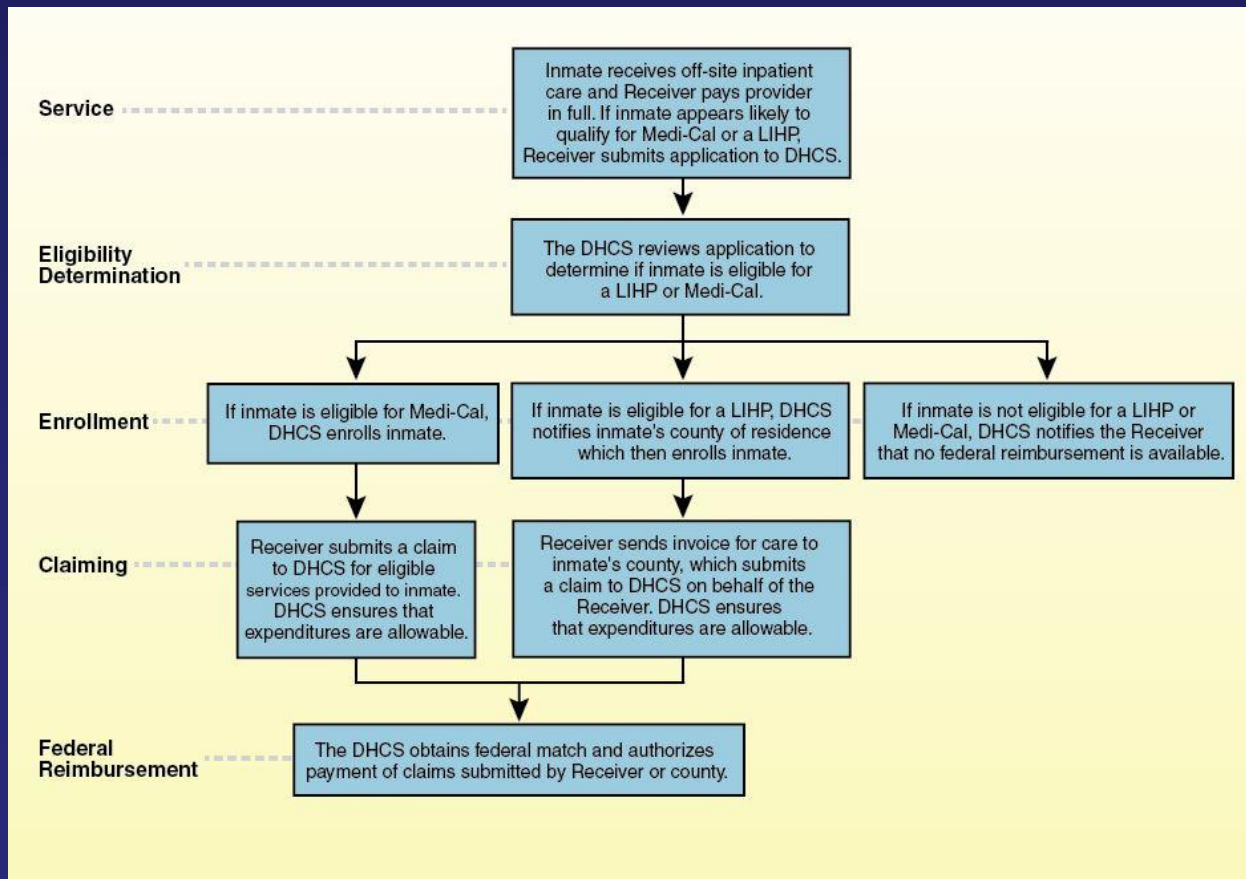 Service
Inmate receives off-site inpatient
care and Receiver pays provider
in full. If inmate appears likely to
qualify for Medi-Cal or a LIHP,
Receiver submits application to DHCS.
Eligibility
Determination
The DHCS reviews application to
determine if inmate is eligible for
a LIHP or Medi-Cal.
Enrollment
If inmate is eligible for Medi-Cal,
DHCS enrolls inmate.
If inmate is eligible for a LIHP, DHCS
notifies inmate's county of residence
which then enrolls inmate.
If inmate is not eligible for a LIHP or
Medi-Cal, DHCS notifies the Receiver
that no federal reimbursement is available.
Claiming
Receiver submits a claim
to DHCS for eligible
services provided to inmate.
DHCS ensures that
expenditures are allowable.
Receiver sends invoice for care to
inmate's county, which submits
a claim to DHCS on behalf of the
Receiver. DHCS ensures
that expenditures are allowable.
Federal
Reimbursement
The DHCS obtains federal match and authorizes
payment of claims submitted by Receiver or county.